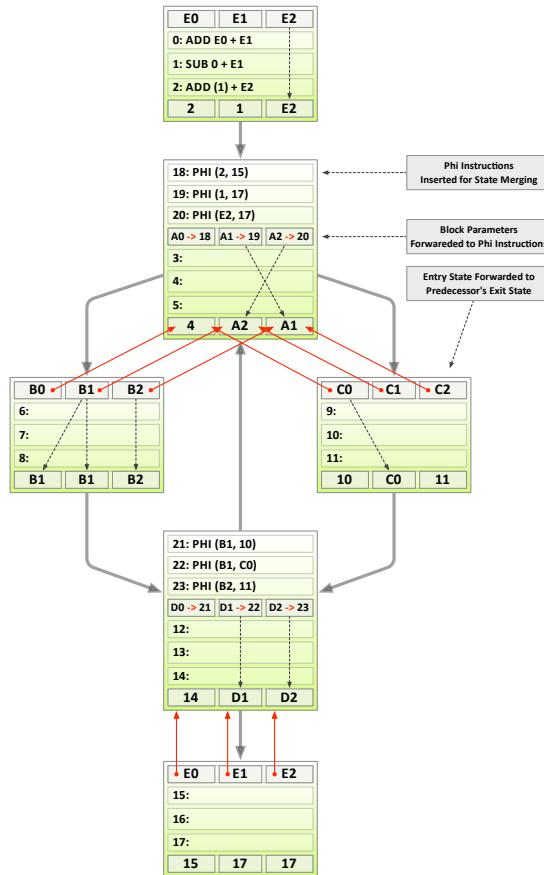 E0 E1 E2
0: ADD E0 + E1
1: SUB 0 + E1
2: ADD (1) + E2
2 1 E2
18: PHI (2, 15)
19: PHI (1, 17)
20: PHI (E2, 17)
A0 -> 18 A1 -> 19 A2 -> 20
3:
4:
5:
4 A2 A1
Phi Instructions
Inserted for State Merging
Block Parameters
Forwareded to Phi Instructions
Entry State Forwarded to
Predecessor's Exit State
B0 B1 B2
6:
7:
8:
B1 B1 B2
C0 C1 C2
9:
10:
11:
10 C0 11
21: PHI (B1, 10)
22: PHI (B1, C0)
23: PHI (B2, 11)
D0 -> 21 D1 -> 22 D2 -> 23
12:
13:
14:
14 D1 D2
E0 E1 E2
15:
16:
17:
15 17 17